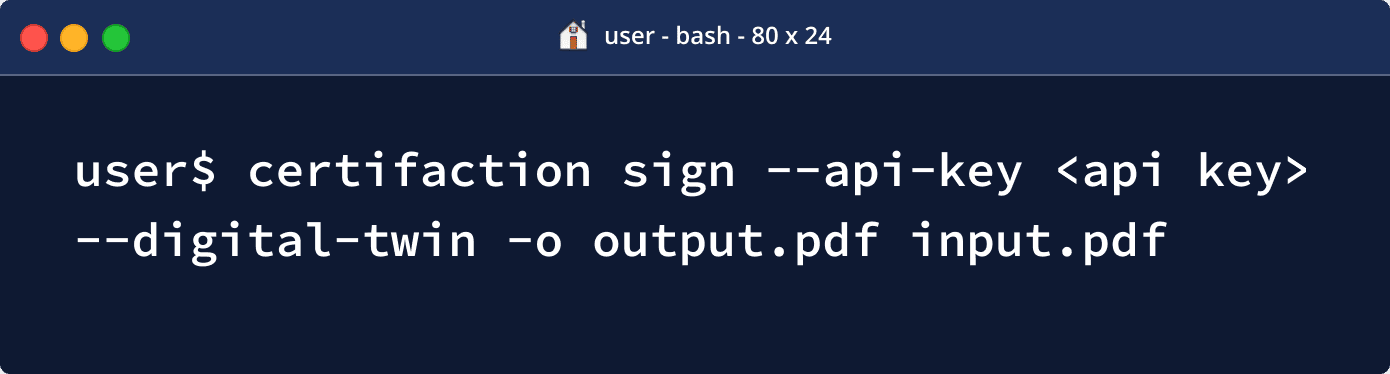 user - bash - 80 x 24
user$ certifaction sign --api-key <api key>
--digital-twin -o output.pdf input.pdf